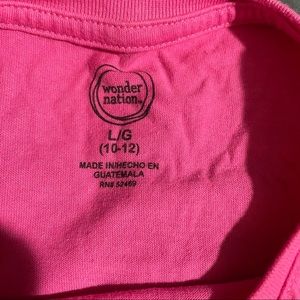 wonder
nation.
L/G
(10-12)
MADE IN/HECHO EN
GUATEMALA
RN# 52469